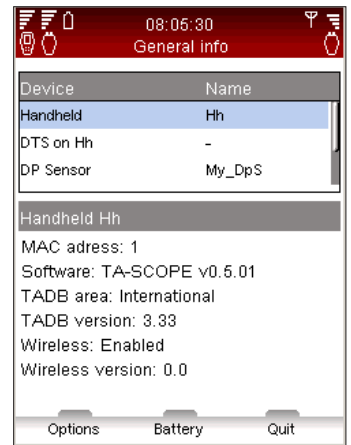 08:05:30
General info
Device Name
Handheld Hh
DTS on Hh -
DP Sensor My_DpS
Handheld Hh
MAC adress: 1
Software: TA-SCOPE v0.5.01
TADB area: International
TADB version: 3.33
Wireless: Enabled
Wireless version: 0.0
Options Battery Quit